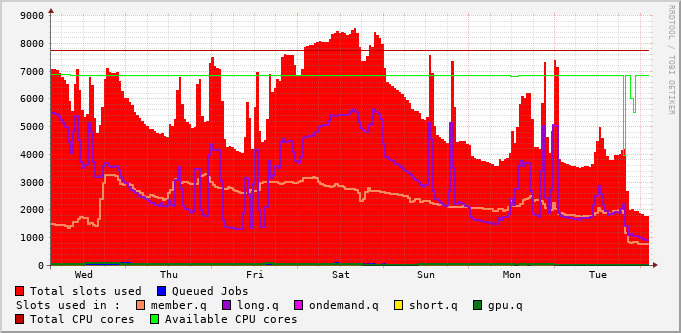 9000
8000
7000
6000
5000
4000
3000
2000
1000
0
Wed Thu Fri Sat Sun Mon Tue
RRDTOOL / TOBI OETIKER
Total slots used Queued Jobs
Slots used in : member.q long.q ondemand.q short.q gpu.q
Total CPU cores Available CPU cores